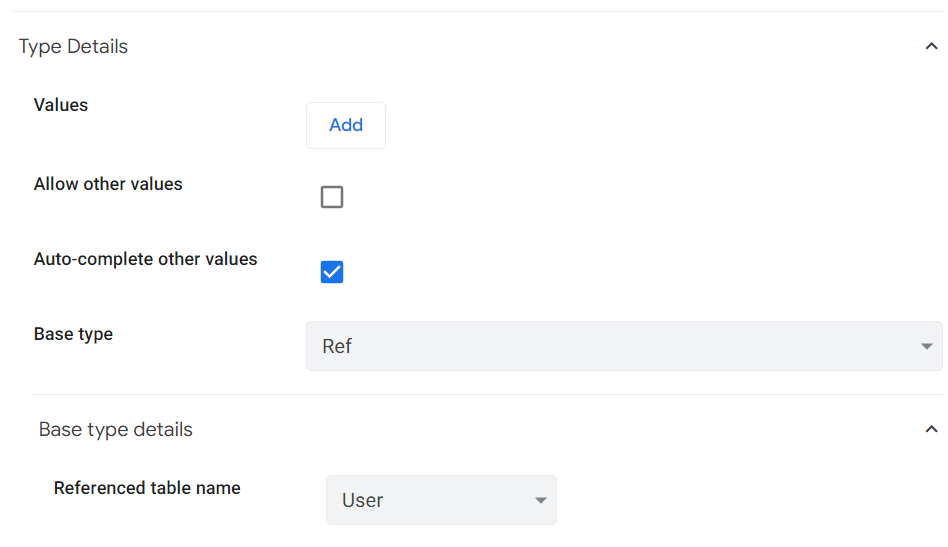 Type Details
Values
Add
Allow other values
Auto-complete other values
Base type
Ref
Base type details
Referenced table name
User